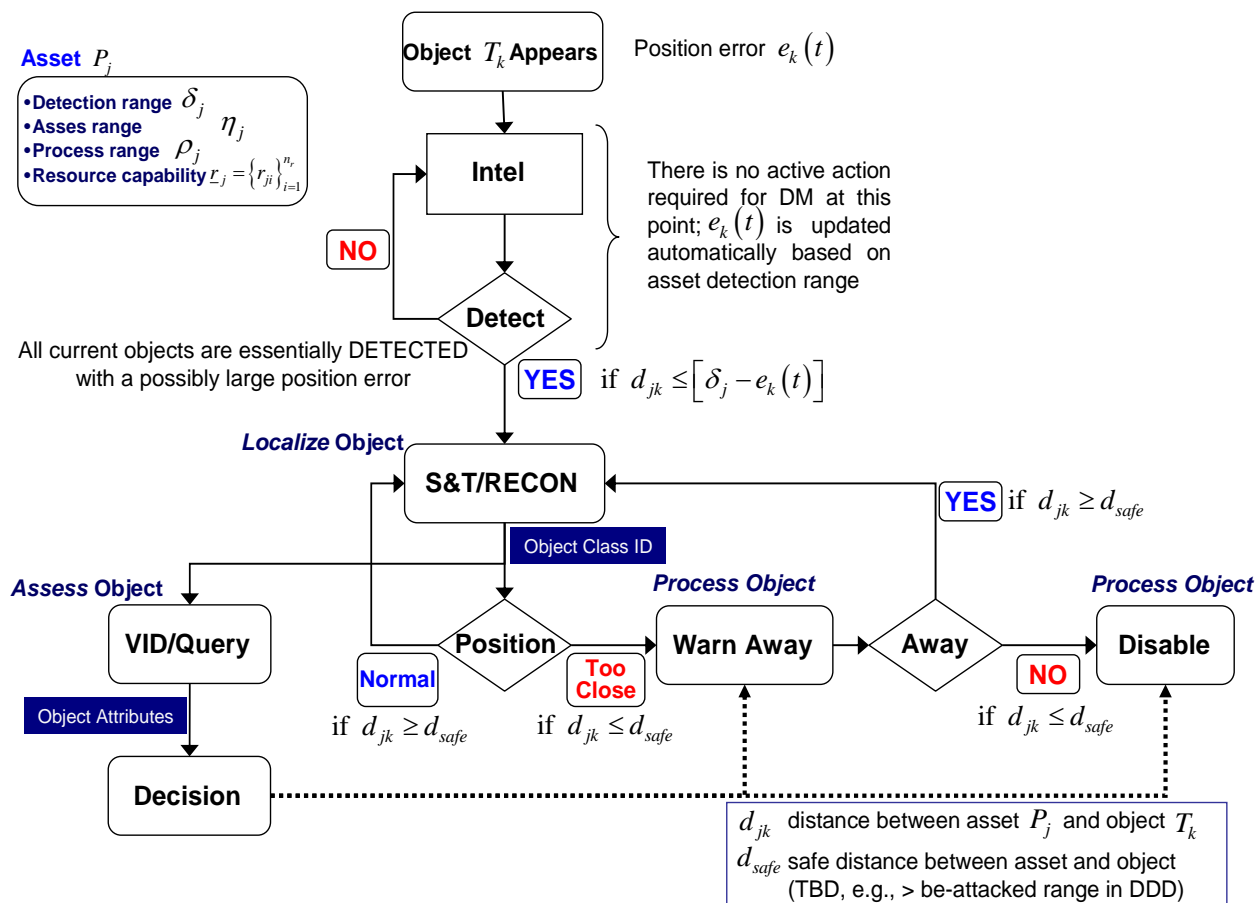 Object T_k Appears
Position error e_k(t)
Asset P_j
•Detection range δ_j
•Asses range η_j
•Process range ρ_j
•Resource capability r_j = {r_ji}_{i=1}^{n_r}
Intel
There is no active action
required for DM at this
point; e_k(t) is updated
automatically based on
asset detection range
NO
Detect
All current objects are essentially DETECTED
with a possibly large position error
YES if d_jk ≤ [δ_j − e_k(t)]
Localize Object
S&T/RECON
YES if d_jk ≥ d_safe
Object Class ID
Assess Object
Process Object
Process Object
VID/Query
Position
Warn Away
Away
Disable
Normal
Too
Close
NO
if d_jk ≥ d_safe
if d_jk ≤ d_safe
if d_jk ≤ d_safe
Object Attributes
Decision
d_jk distance between asset P_j and object T_k
d_safe safe distance between asset and object
(TBD, e.g., > be-attacked range in DDD)